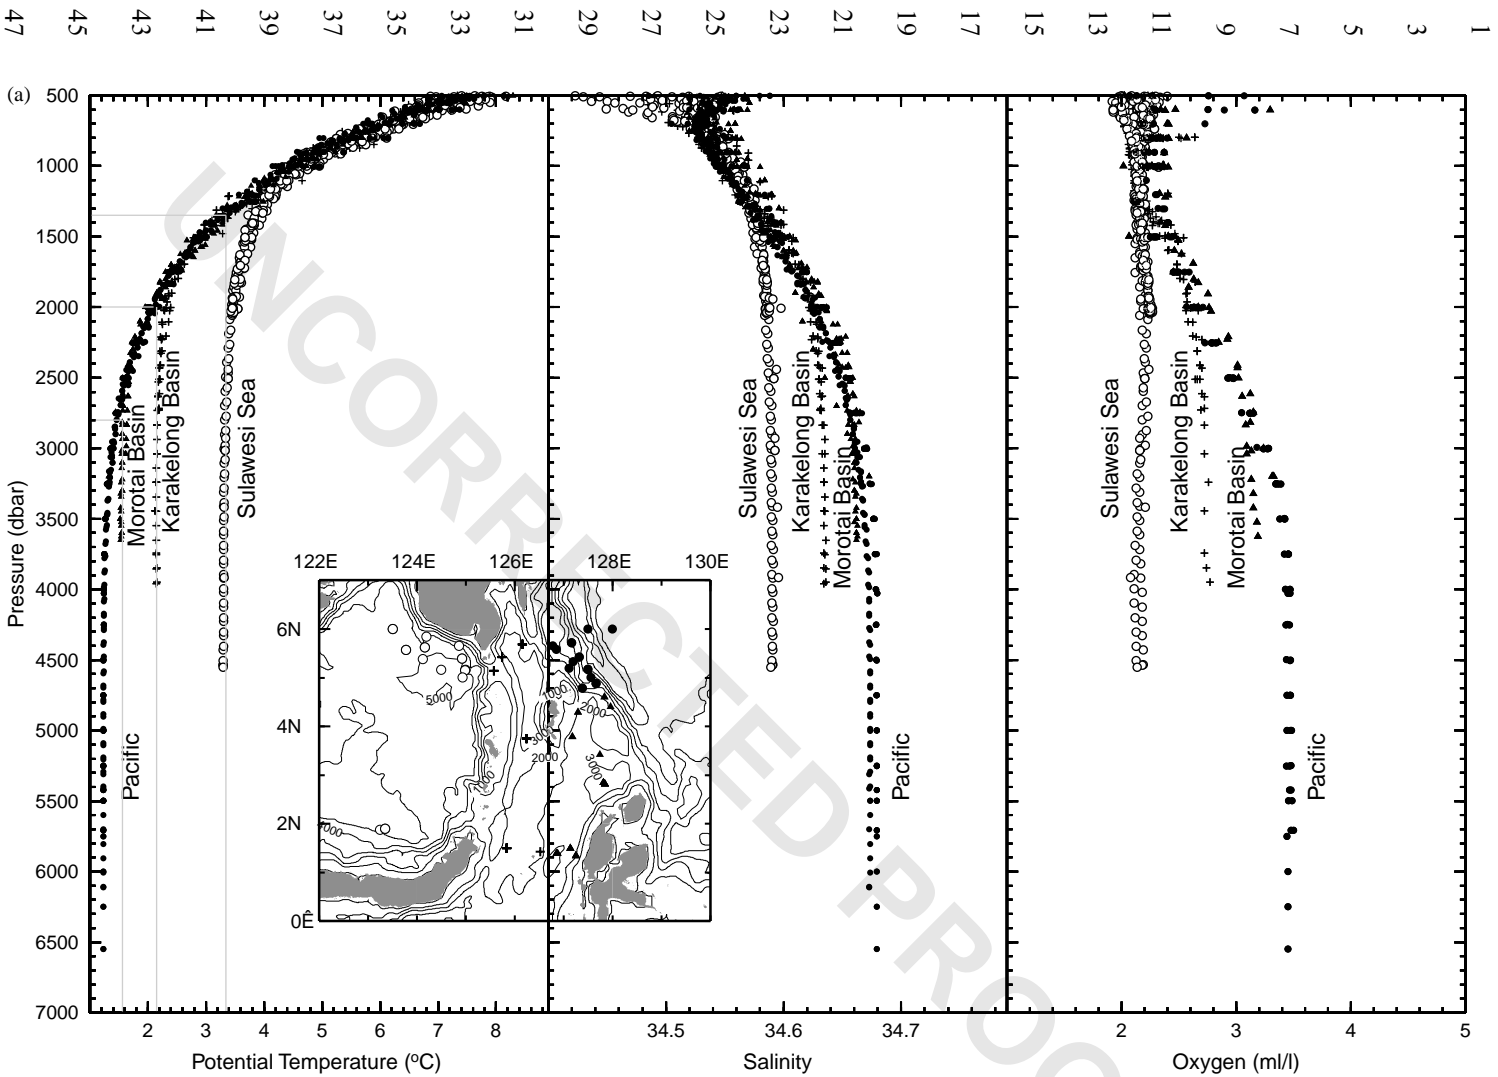 47 45 43 41 39 37 35 33 31 29 27 25 23 21 19 17 15 13 11 9 7 5 3 1
(a)
500
1000
1500
2000
2500
3000
3500
4000
4500
5000
5500
6000
6500
7000
Pressure (dbar)
Morotai Basin
Karakelong Basin
Sulawesi Sea
Pacific
2 3 4 5 6 7 8
Potential Temperature (°C)
Sulawesi Sea
Karakelong Basin
Morotai Basin
Pacific
34.5 34.6 34.7
Salinity
Sulawesi Sea
Karakelong Basin
Morotai Basin
Pacific
2 3 4 5
Oxygen (ml/l)
122E 124E 126E 128E 130E
6N
4N
2N
0Ê
5000
1000
2000
3000
2000
3000
UNCORRECTED PROO